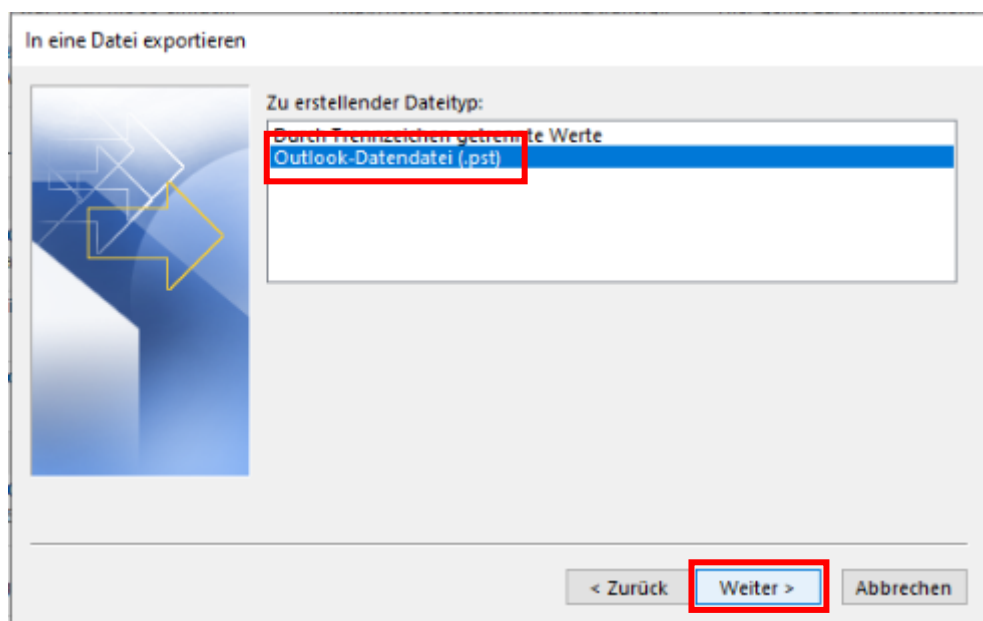 In eine Datei exportieren
Zu erstellender Dateityp:
Durch Trennzeichen getrennte Werte
Outlook-Datendatei (.pst)
< Zurück Weiter > Abbrechen